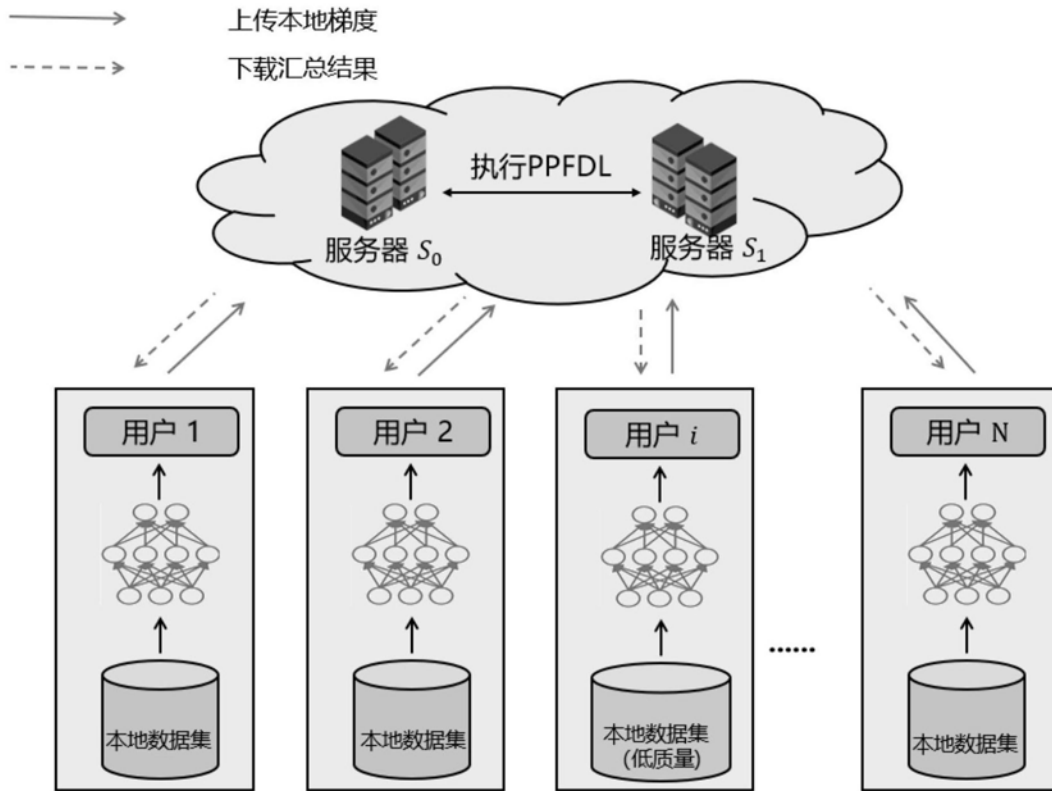 上传本地梯度
下载汇总结果
执行PPFDL
服务器 S₀
服务器 S₁
用户 1
用户 2
用户 i
用户 N
......
本地数据集
本地数据集
本地数据集
(低质量)
本地数据集